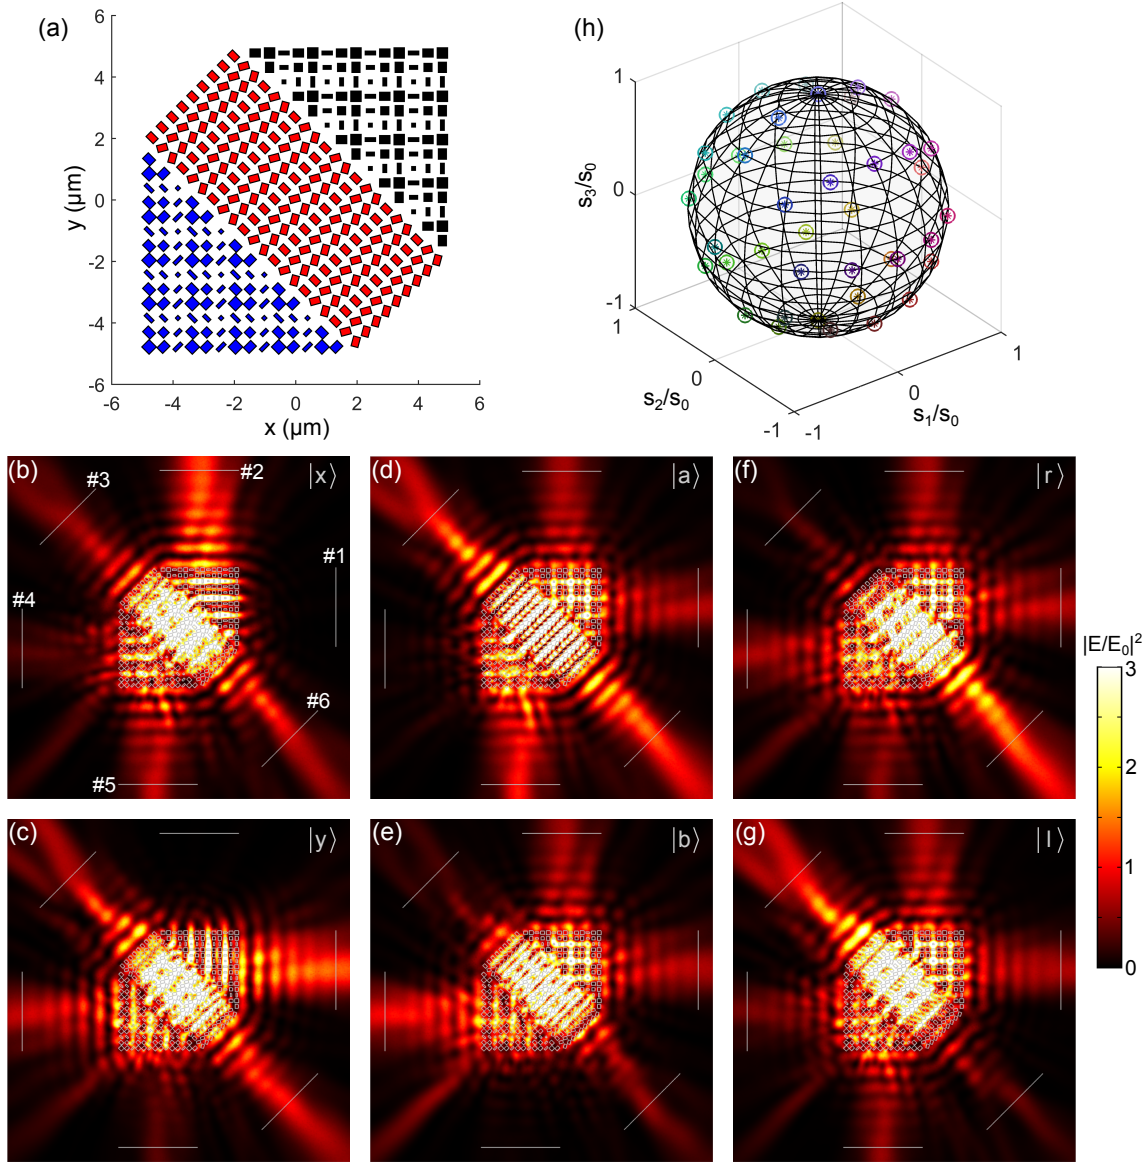 (a)
6
4
2
0
-2
-4
-6
-6
-4
-2
0
2
4
6
y (μm)
x (μm)
(h)
1
0
-1
s3/s0
1
0
-1
s2/s0
-1
0
1
s1/s0
(b)
|x⟩
#3
#2
#1
#4
#6
#5
(d)
|a⟩
(f)
|r⟩
|E/E0|²
3
2
1
0
(c)
|y⟩
(e)
|b⟩
(g)
|l⟩